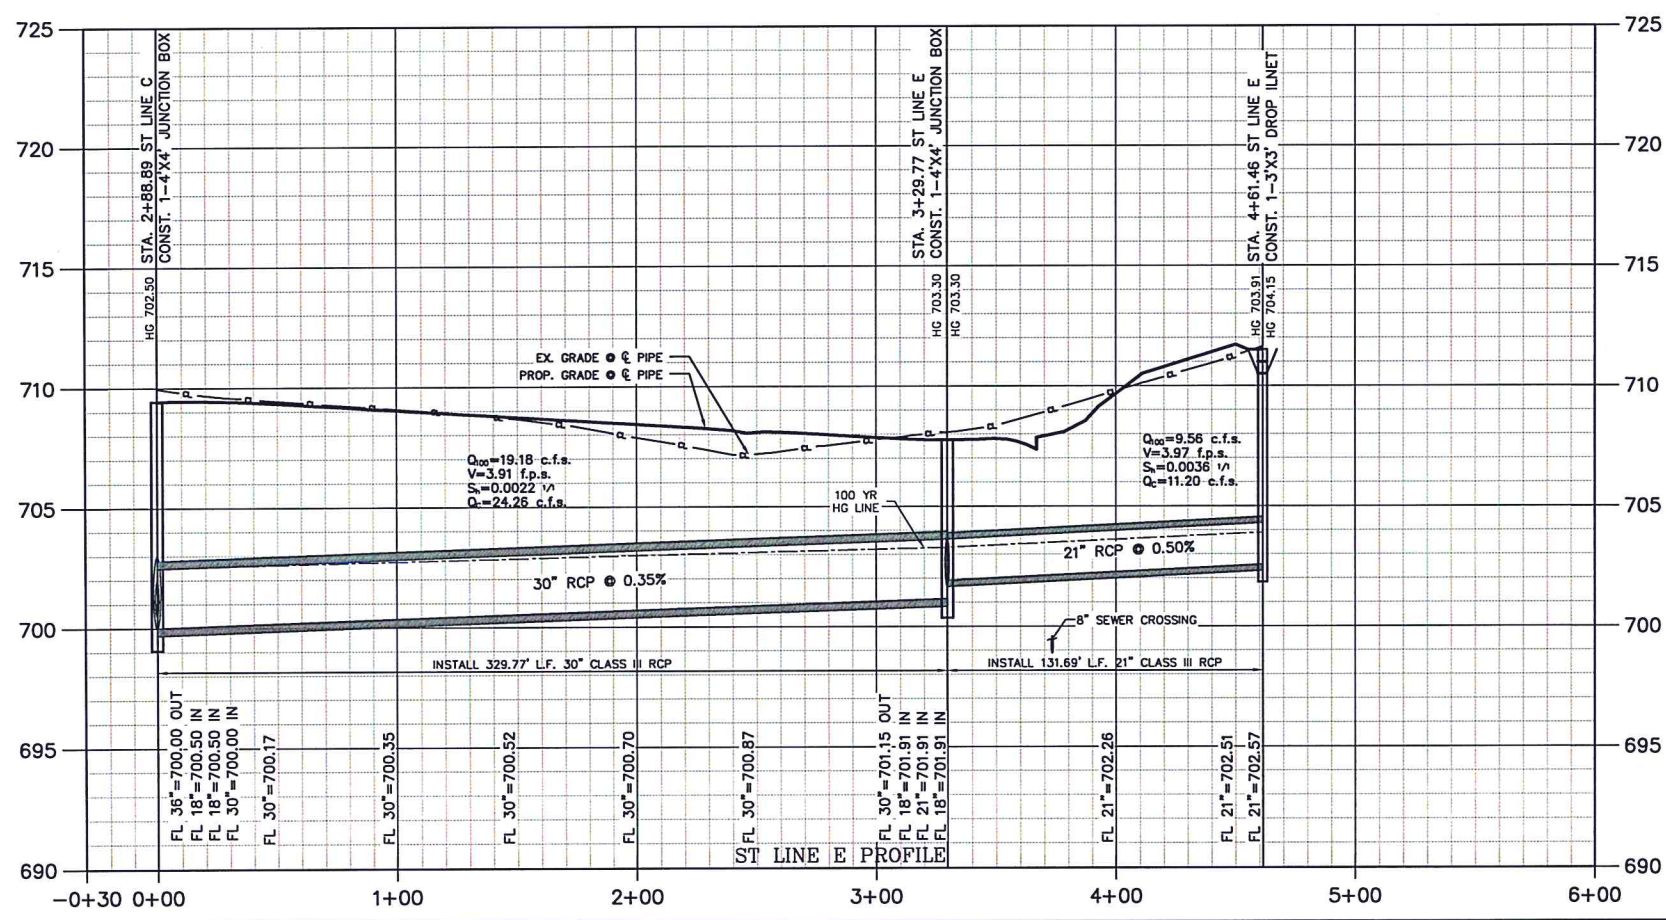 725
725
720
720
715
715
710
710
705
705
700
700
695
695
690
690
STA. 2+88.89 ST LINE C
CONST. 1-4'X4' JUNCTION BOX
HG 702.50
STA. 3+29.77 ST LINE E
CONST. 1-4'X4' JUNCTION BOX
HG 703.30
HG 703.30
STA. 4+61.46 ST LINE E
CONST. 1-3'X3' DROP ILNET
HG 703.91
HG 704.15
EX. GRADE @ ℄ PIPE
PROP. GRADE @ ℄ PIPE
Q100=19.18 c.f.s.
V=3.91 f.p.s.
Sh=0.0022 '/'
QC=24.26 c.f.s.
100 YR
HG LINE
Q100=9.56 c.f.s.
V=3.97 f.p.s.
Sh=0.0036 '/'
QC=11.20 c.f.s.
30" RCP @ 0.35%
21" RCP @ 0.50%
8" SEWER CROSSING
INSTALL 329.77' L.F. 30" CLASS III RCP
INSTALL 131.69' L.F. 21" CLASS III RCP
FL 36"=700.00 OUT
FL 18"=700.50 IN
FL 18"=700.50 IN
FL 30"=700.00 IN
FL 30"=700.17
FL 30"=700.35
FL 30"=700.52
FL 30"=700.70
FL 30"=700.87
FL 30"=701.15 OUT
FL 18"=701.91 IN
FL 21"=701.91 IN
FL 18"=701.91 IN
FL 21"=702.26
FL 21"=702.51
FL 21"=702.57
ST LINE E PROFILE
-0+30 0+00 1+00 2+00 3+00 4+00 5+00 6+00